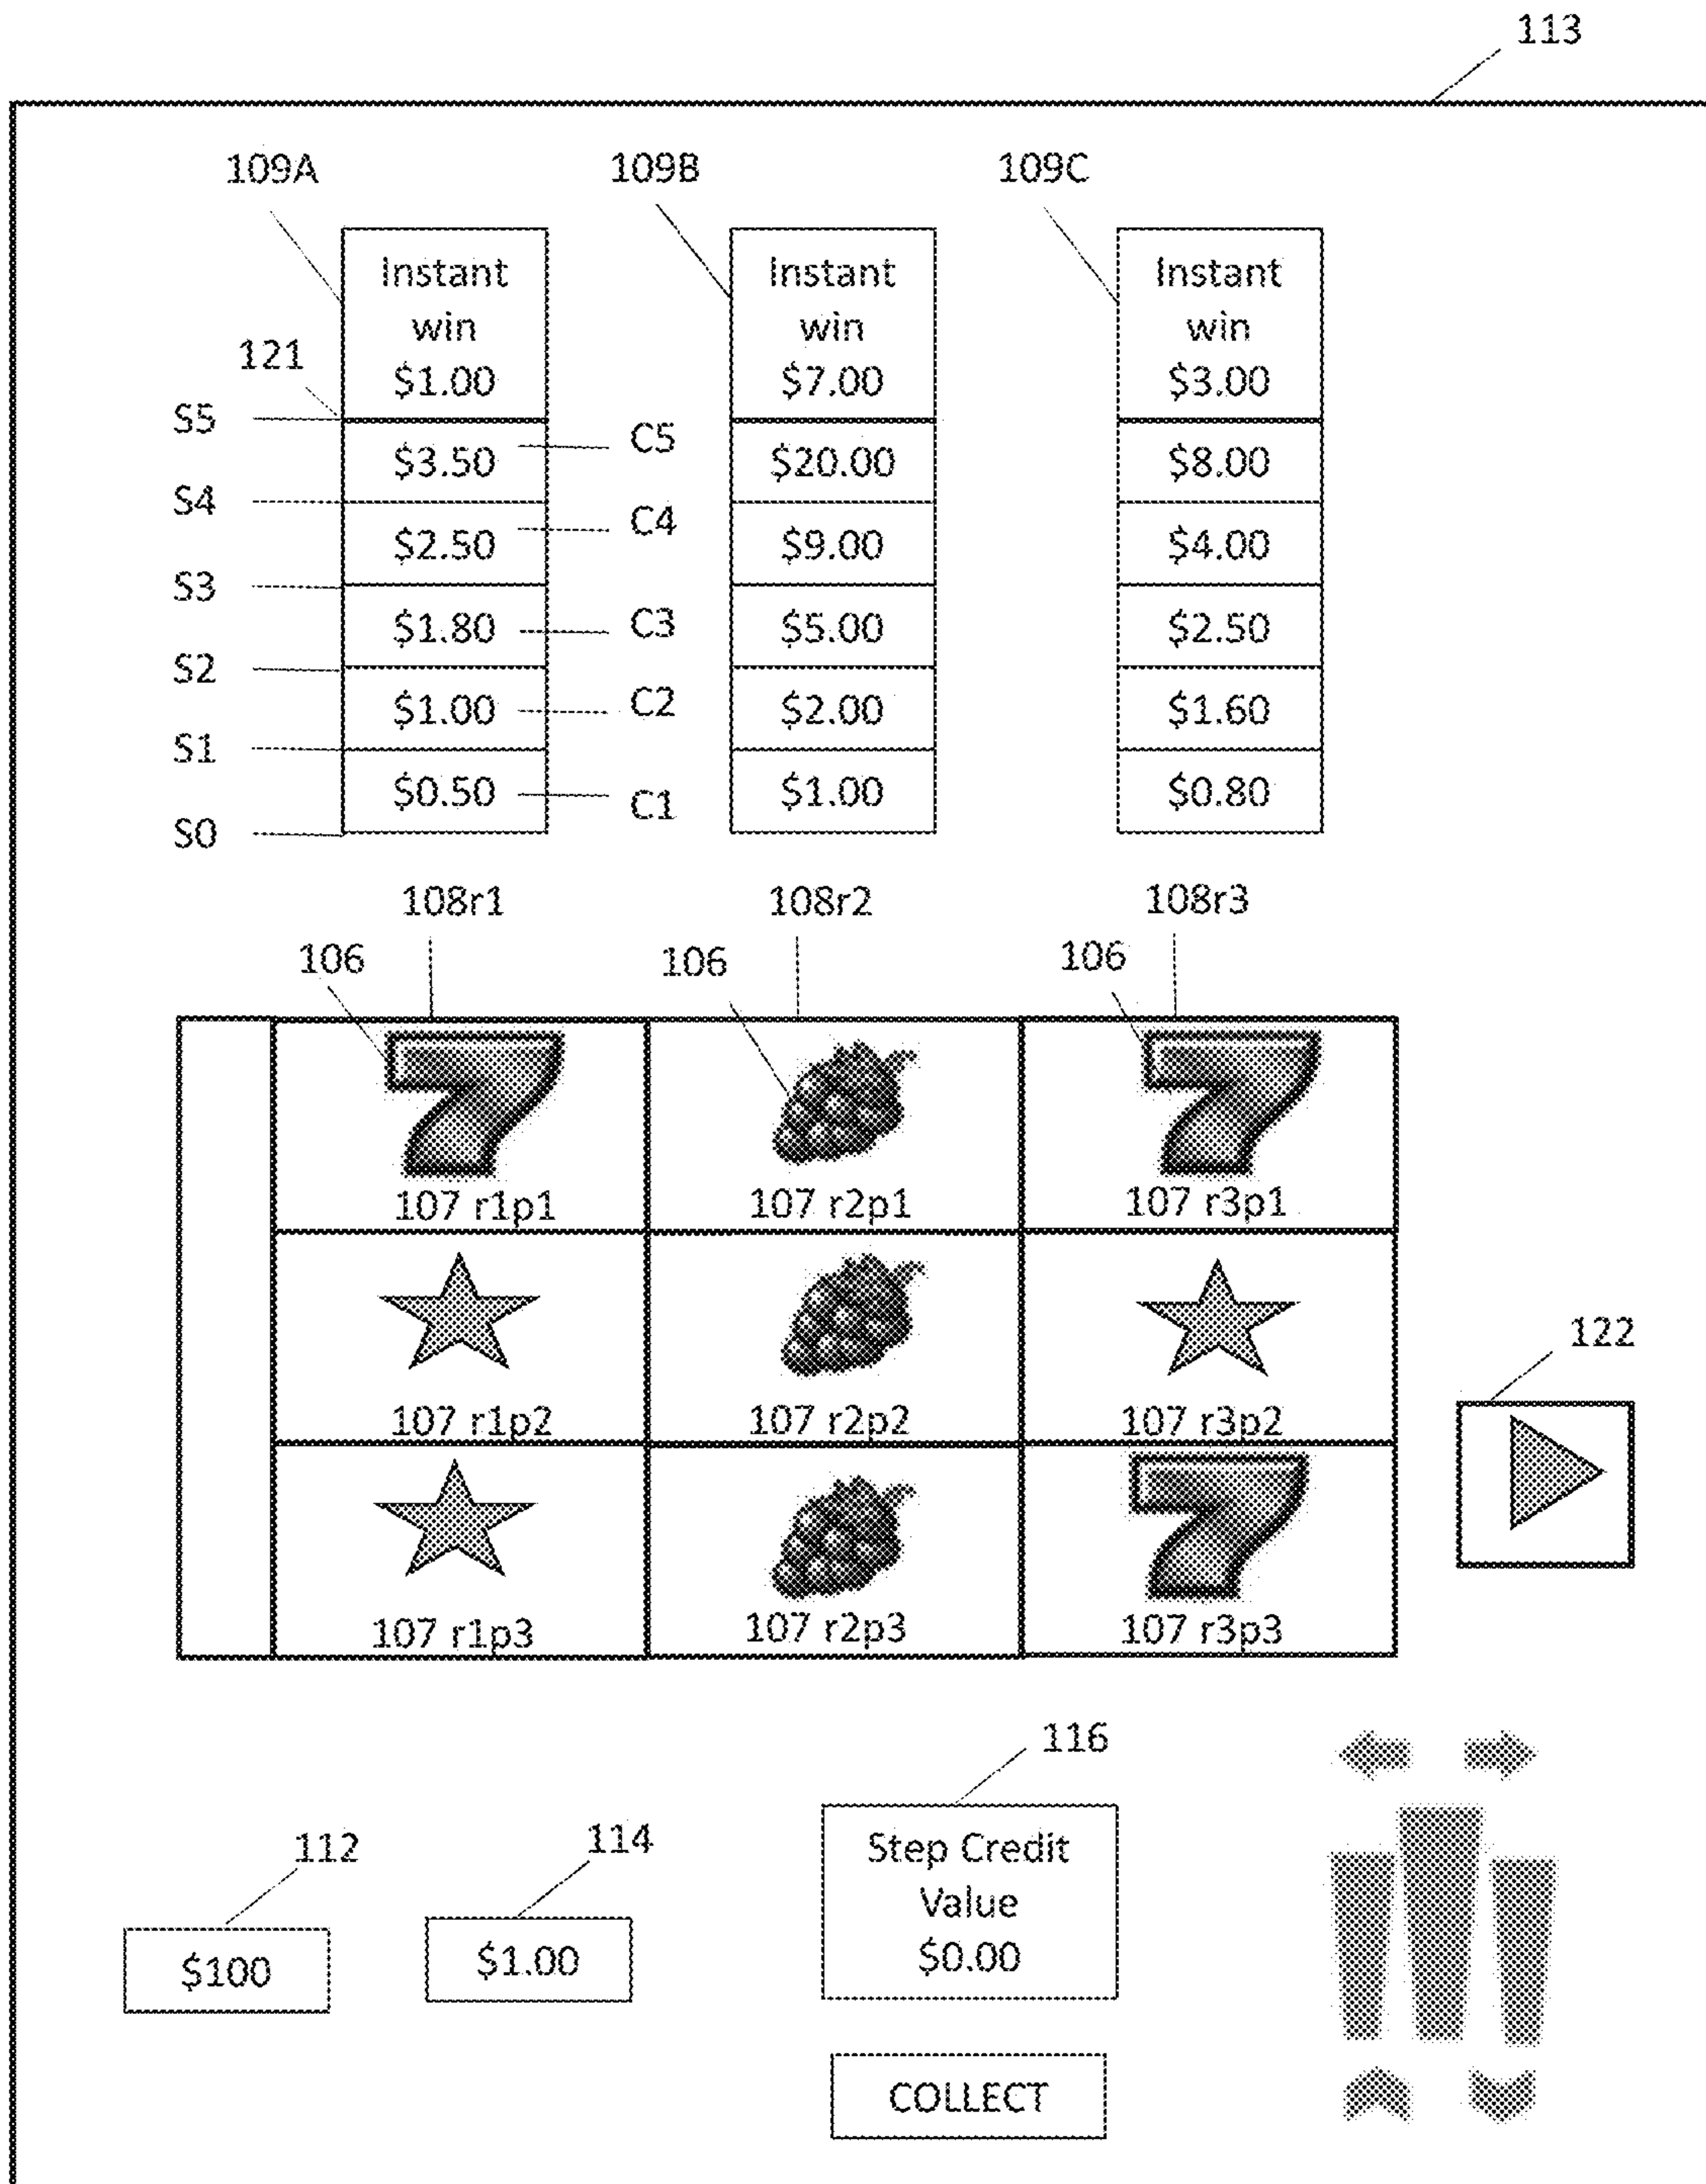 113
109A 109B 109C
Instant
win
$1.00
Instant
win
$7.00
Instant
win
$3.00
121
S5
$3.50 C5 $20.00 $8.00
S4
$2.50 C4 $9.00 $4.00
S3
$1.80 C3 $5.00 $2.50
S2
$1.00 C2 $2.00 $1.60
S1
$0.50 C1 $1.00 $0.80
S0
108r1 108r2 108r3
106 106 106
7 7
107 r1p1 107 r2p1 107 r3p1
122
107 r1p2 107 r2p2 107 r3p2
7
107 r1p3 107 r2p3 107 r3p3
116
112 114
Step Credit
Value
$0.00
$100 $1.00
COLLECT